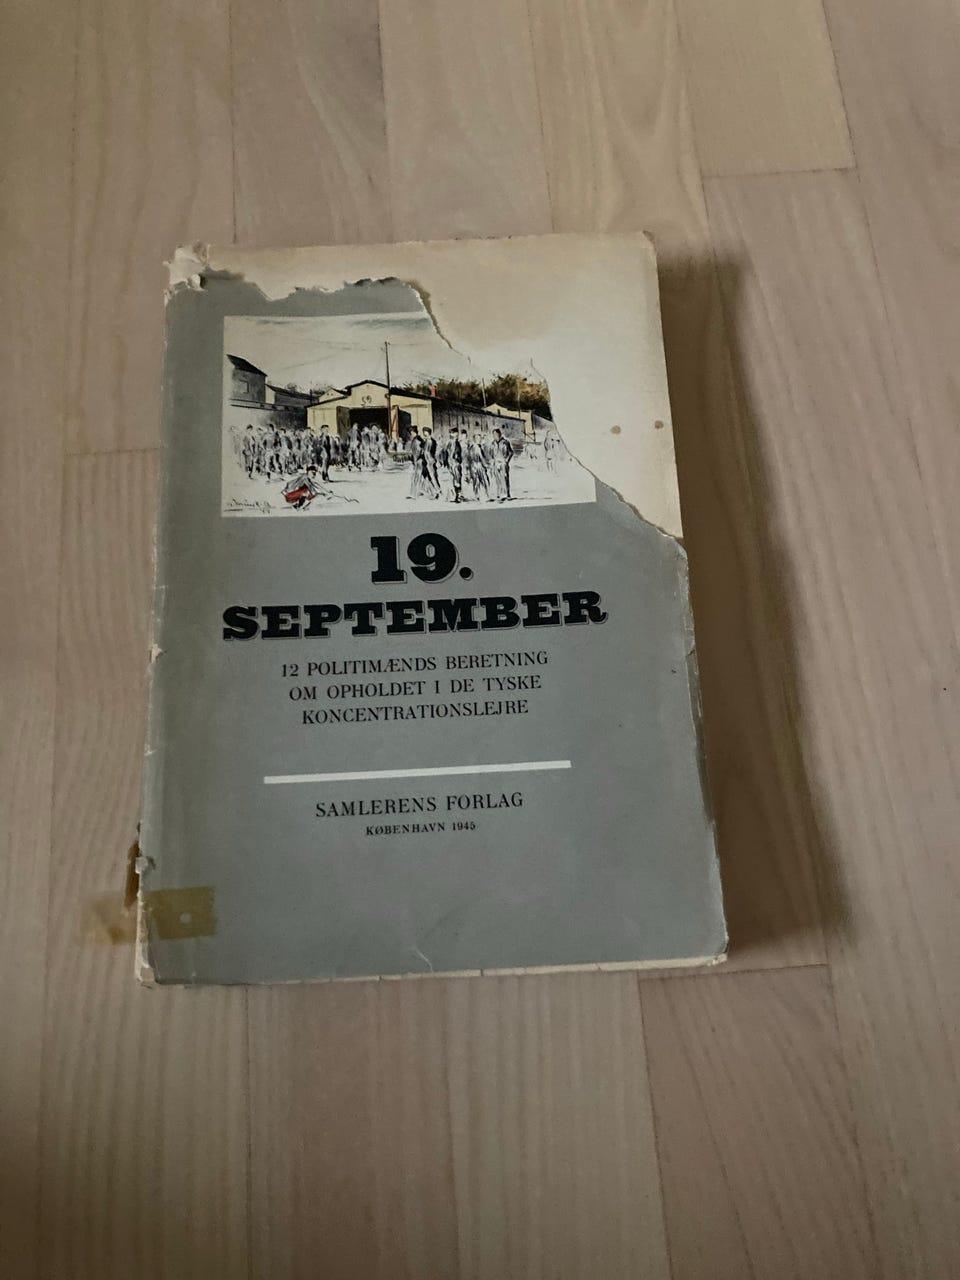 19.
SEPTEMBER
12 POLITIMÆNDS BERETNING
OM OPHOLDET I DE TYSKE
KONCENTRATIONSLEJRE
SAMLERENS FORLAG
KØBENHAVN 1945